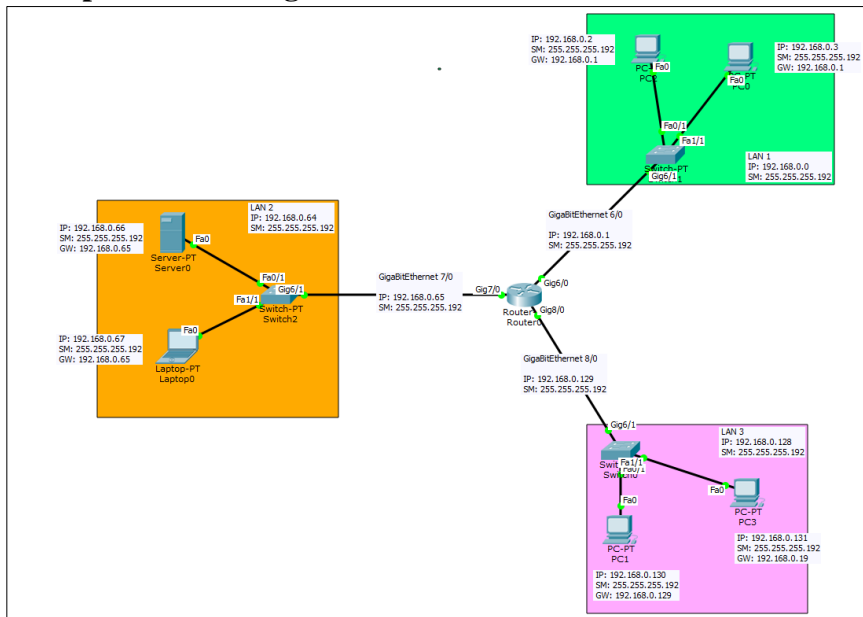 IP: 192.168.0.2
SM: 255.255.255.192
GW: 192.168.0.1
Fa0
PC2
IP: 192.168.0.3
SM: 255.255.255.192
GW: 192.168.0.1
PC-PT
PC0
Fa0
Fa0/1
Fa1/1
Switch-PT
Gig6/1
LAN 1
IP: 192.168.0.0
SM: 255.255.255.192
GigaBitEthernet 6/0
IP: 192.168.0.1
SM: 255.255.255.192
LAN 2
IP: 192.168.0.64
SM: 255.255.255.192
IP: 192.168.0.66
SM: 255.255.255.192
GW: 192.168.0.65
Fa0
Server-PT
Server0
Fa0/1
Gig6/1
Fa1/1
Switch-PT
Switch2
IP: 192.168.0.67
SM: 255.255.255.192
GW: 192.168.0.65
Fa0
Laptop-PT
Laptop0
GigaBitEthernet 7/0
IP: 192.168.0.65
SM: 255.255.255.192
Gig7/0
Gig6/0
Gig8/0
Router0
GigaBitEthernet 8/0
IP: 192.168.0.129
SM: 255.255.255.192
Gig6/1
LAN 3
IP: 192.168.0.128
SM: 255.255.255.192
Fa1/1
Fa0/1
Switch0
Fa0
PC-PT
PC1
IP: 192.168.0.130
SM: 255.255.255.192
GW: 192.168.0.129
Fa0
PC-PT
PC3
IP: 192.168.0.131
SM: 255.255.255.192
GW: 192.168.0.19